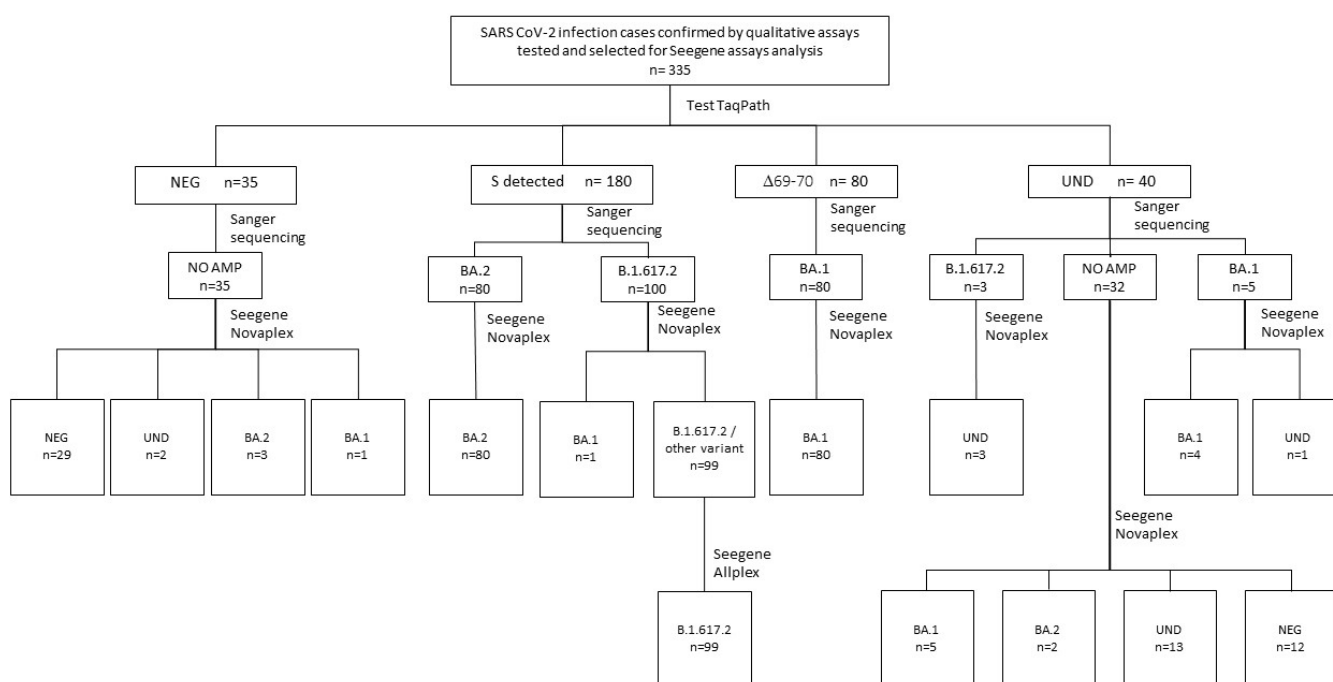 SARS CoV-2 infection cases confirmed by qualitative assays
tested and selected for Seegene assays analysis
n= 335
Test TaqPath
NEG n=35
S detected n= 180
Δ69-70 n= 80
UND n= 40
Sanger
sequencing
Sanger
sequencing
Sanger
sequencing
Sanger
sequencing
NO AMP
n=35
BA.2
n=80
B.1.617.2
n=100
BA.1
n=80
B.1.617.2
n=3
NO AMP
n=32
BA.1
n=5
Seegene
Novaplex
Seegene
Novaplex
Seegene
Novaplex
Seegene
Novaplex
Seegene
Novaplex
Seegene
Novaplex
NEG
n=29
UND
n=2
BA.2
n=3
BA.1
n=1
BA.2
n=80
BA.1
n=1
B.1.617.2 /
other variant
n=99
BA.1
n=80
UND
n=3
BA.1
n=4
UND
n=1
Seegene
Novaplex
Seegene
Allplex
B.1.617.2
n=99
BA.1
n=5
BA.2
n=2
UND
n=13
NEG
n=12